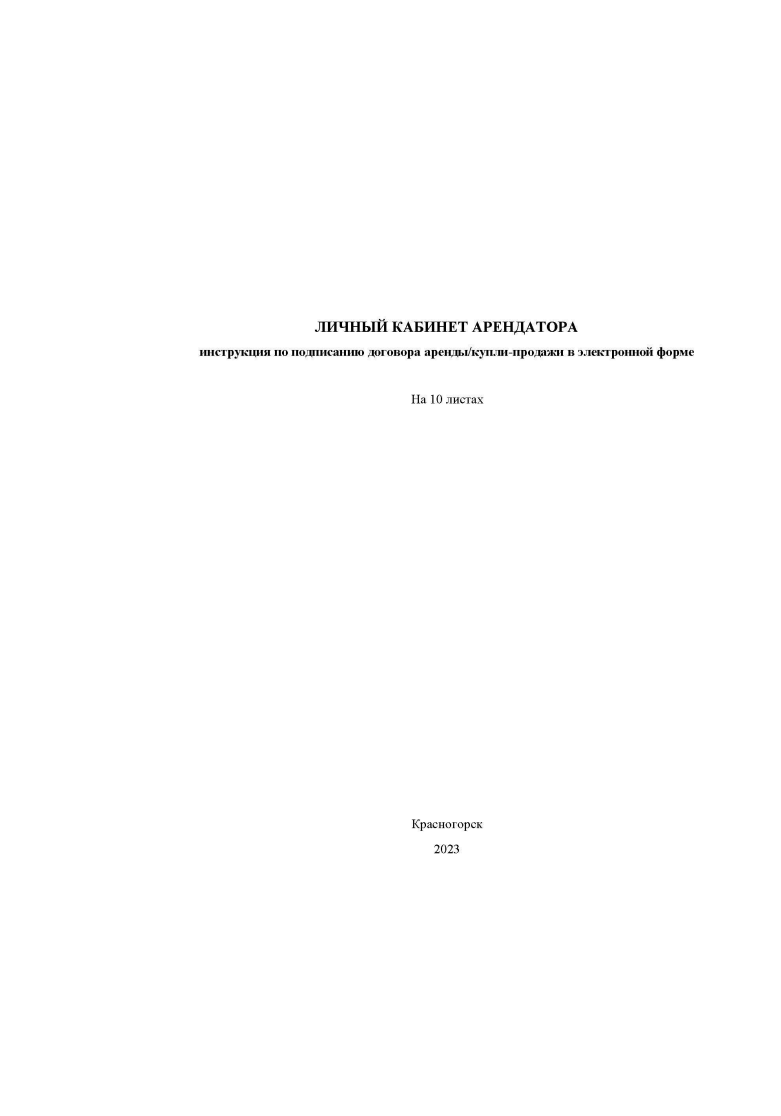 ЛИЧНЫЙ КАБИНЕТ АРЕНДАТОРА
инструкция по подписанию договора аренды/купли-продажи в электронной форме
На 10 листах
Красногорск
2023